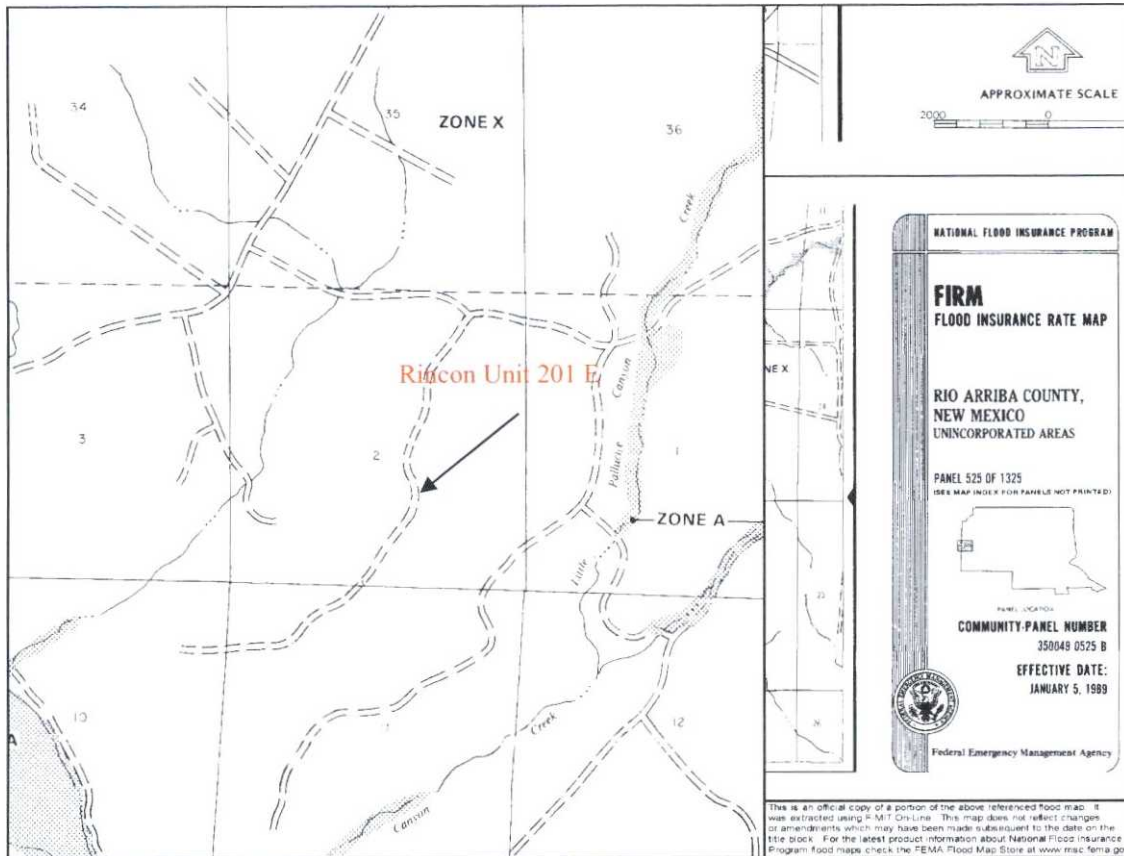 34
35
ZONE X
36
Creek
Rincon Unit 201 E
Canyon
3
2
1
ZONE A
Little
10
12
Creek
Canyon
A
N
APPROXIMATE SCALE
2000 0
NE X
NATIONAL FLOOD INSURANCE PROGRAM
FIRM
FLOOD INSURANCE RATE MAP
RIO ARRIBA COUNTY,
NEW MEXICO
UNINCORPORATED AREAS
PANEL 525 OF 1325
(SEE MAP INDEX FOR PANELS NOT PRINTED)
PANEL LOCATION
COMMUNITY-PANEL NUMBER
350049 0525 B
EFFECTIVE DATE:
JANUARY 5, 1989
Federal Emergency Management Agency
This is an official copy of a portion of the above referenced flood map. It
was extracted using F-MIT On-Line. This map does not reflect changes
or amendments which may have been made subsequent to the date on the
title block. For the latest product information about National Flood Insurance
Program flood maps check the FEMA Flood Map Store at www.msc.fema.go